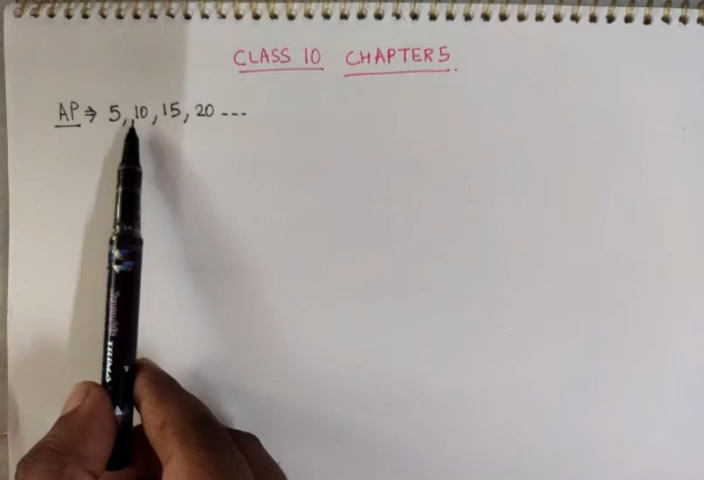 CLASS 10 CHAPTER 5.
AP ⇒ 5, 10, 15, 20 ---